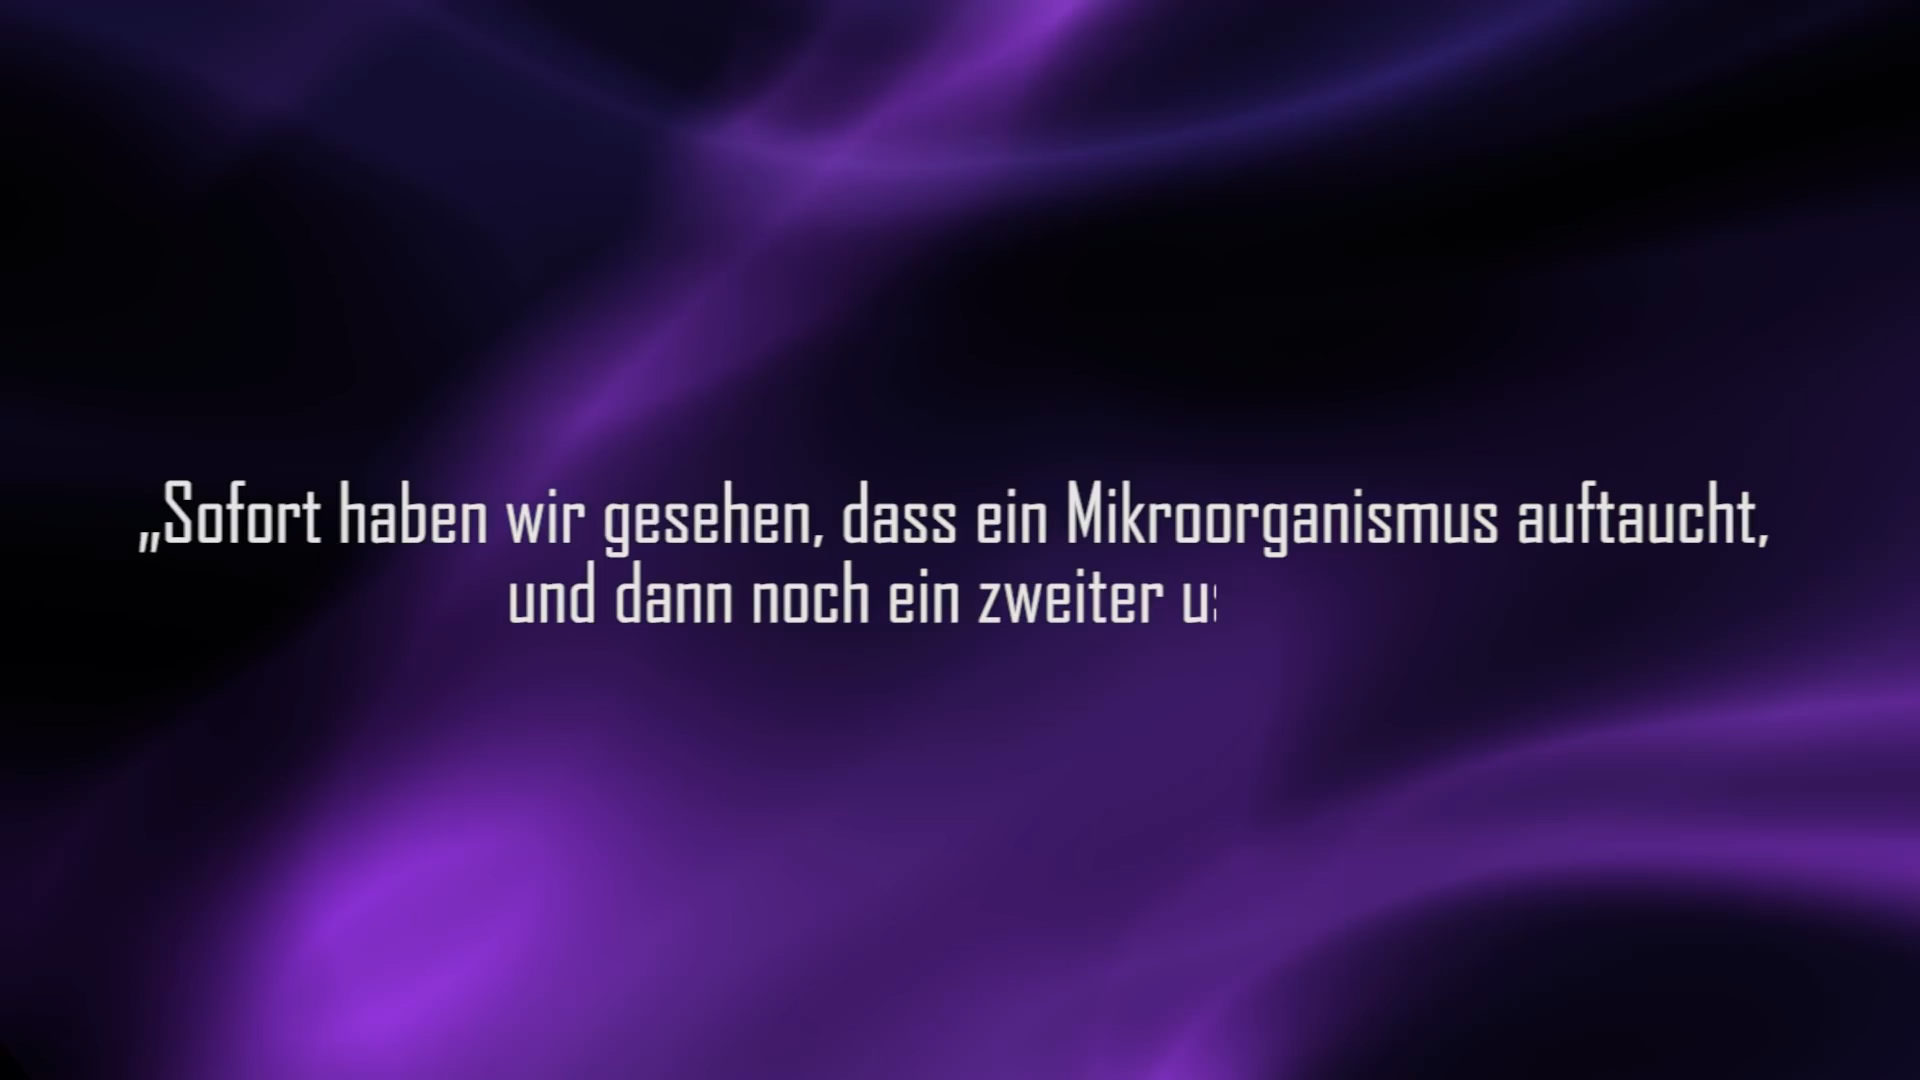 „Sofort haben wir gesehen, dass ein Mikroorganismus auftaucht,
und dann noch ein zweiter